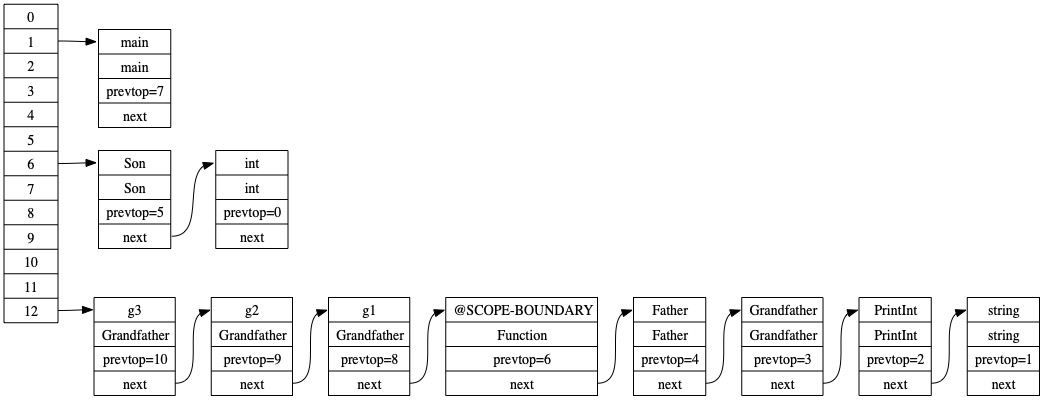 0
1
2
3
4
5
6
7
8
9
10
11
12
main
main
prevtop=7
next
Son
Son
prevtop=5
next
int
int
prevtop=0
next
g3
Grandfather
prevtop=10
next
g2
Grandfather
prevtop=9
next
g1
Grandfather
prevtop=8
next
@SCOPE-BOUNDARY
Function
prevtop=6
next
Father
Father
prevtop=4
next
Grandfather
Grandfather
prevtop=3
next
PrintInt
PrintInt
prevtop=2
next
string
string
prevtop=1
next